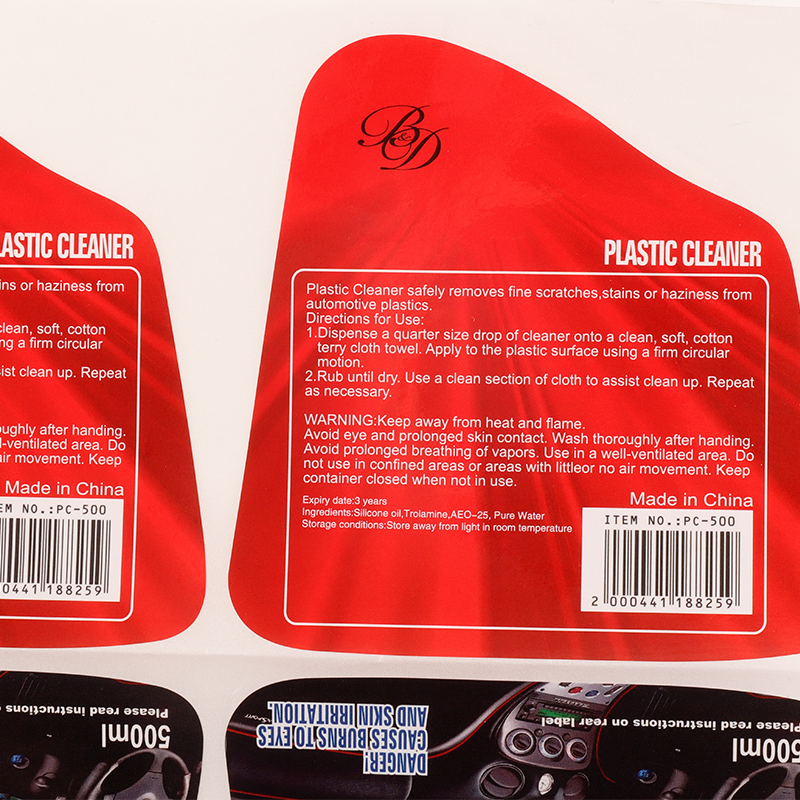 B&D
PLASTIC CLEANER
Plastic Cleaner safely removes fine scratches,stains or haziness from
automotive plastics.
Directions for Use:
1.Dispense a quarter size drop of cleaner onto a clean, soft, cotton
terry cloth towel. Apply to the plastic surface using a firm circular
motion.
2.Rub until dry. Use a clean section of cloth to assist clean up. Repeat
as necessary.
WARNING:Keep away from heat and flame.
Avoid eye and prolonged skin contact. Wash thoroughly after handing.
Avoid prolonged breathing of vapors. Use in a well-ventilated area. Do
not use in confined areas or areas with littleor no air movement. Keep
container closed when not in use.
Made in China
Expiry date:3 years
Ingredients:Silicone oil,Trolamine,AEO-25, Pure Water
Storage conditions:Store away from light in room temperature
ITEM NO.:PC-500
2 000441 188259
LASTIC CLEANER
ins or haziness from
clean, soft, cotton
ng a firm circular
sist clean up. Repeat
oughly after handing.
ll-ventilated area. Do
air movement. Keep
Made in China
EM NO.:PC-500
00441 188259
DANGER!
CAUSES BURNS TO EYES
AND SKIN IRRITATION.
Please read instructions on rear label
500ml
Please read instructions
500ml